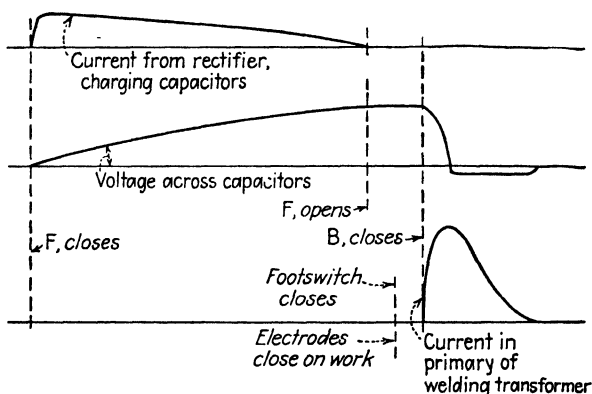 Current from rectifier,
charging capacitors
Voltage across capacitors
F, opens
F, closes
B, closes
Footswitch
closes
Electrodes
close on work
Current in
primary of
welding transformer